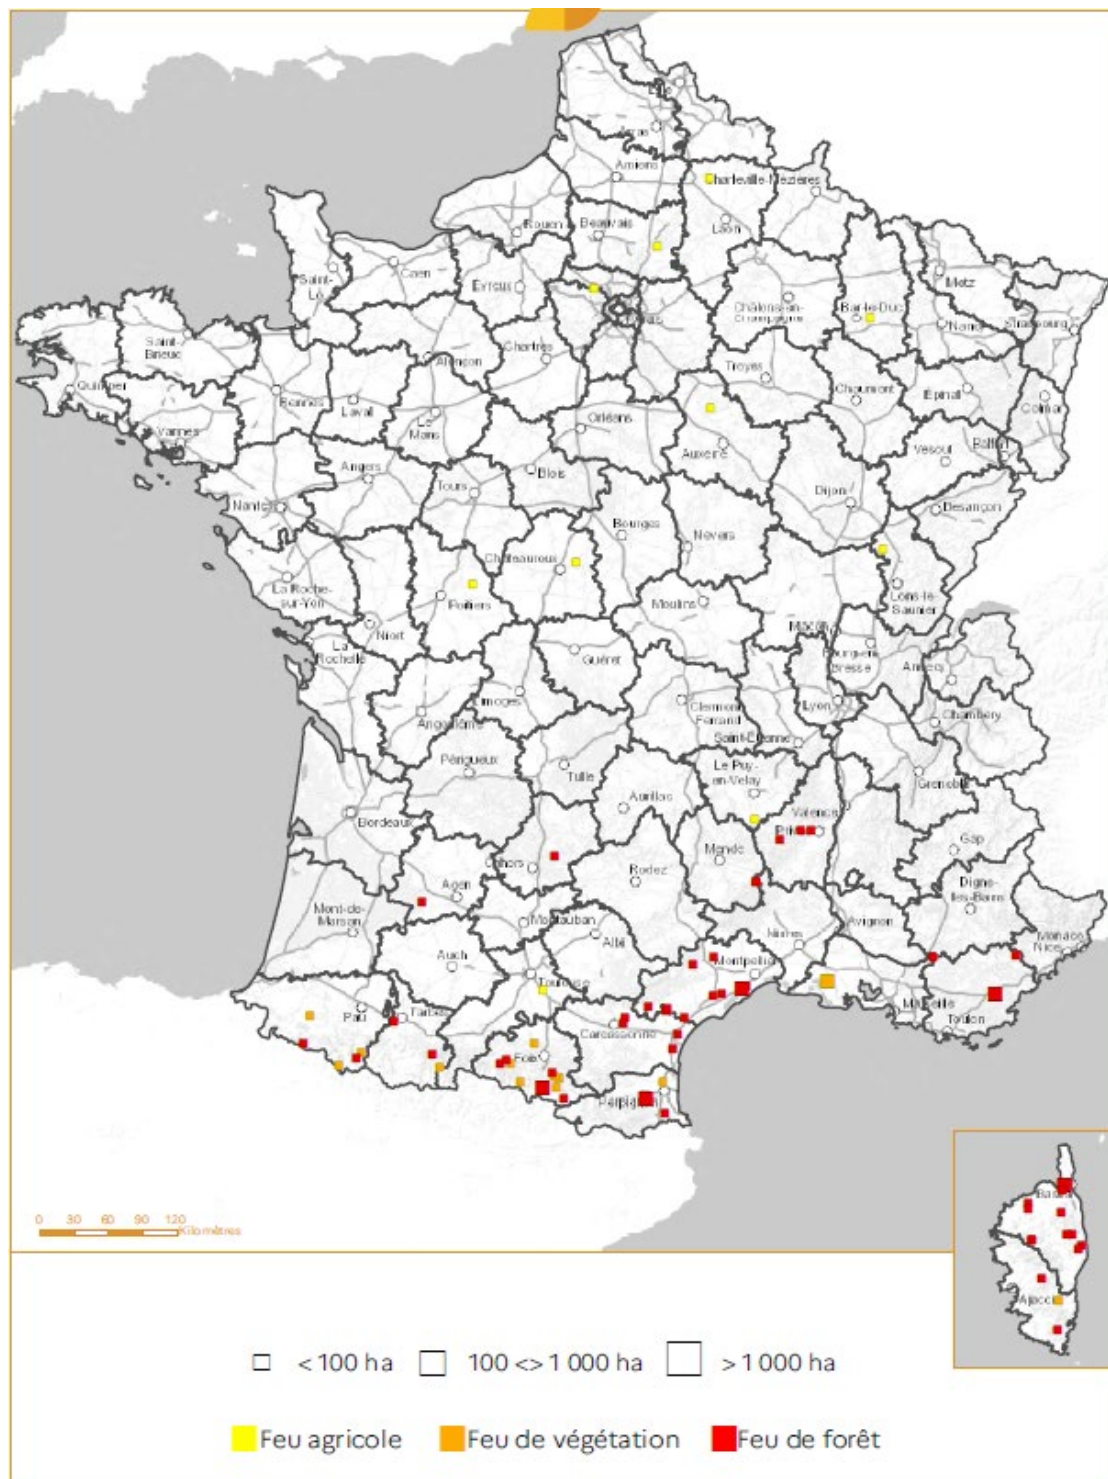 Lille
Arras
Amiens
Charleville-Mézières
Rouen
Beauvais
Laon
Saint-
Lô
Caen
Évreux
Châlons-en-
Champagne
Bar-le-Duc
Metz
Nancy
Strasbourg
Saint-
Brieuc
Alençon
Chartres
Troyes
Chaumont
Épinal
Colmar
Quimper
Rennes
Laval
Le
Mans
Orléans
Auxerre
Vesoul
Belfort
Vannes
Angers
Tours
Blois
Dijon
Besançon
Nantes
Bourges
Nevers
Châteauroux
La Roche-
sur-Yon
Poitiers
Moulins
Lons-le-
Saunier
Niort
Mâcon
La
Rochelle
Guéret
Bourg-en-
Bresse
Annecy
Limoges
Angoulême
Clermont
Ferrand
Lyon
Chambéry
Saint-Étienne
Périgueux
Tulle
Le Puy-
en-Velay
Grenoble
Aurillac
Valence
Privas
Bordeaux
Gap
Cahors
Mende
Agen
Rodez
Digne-
les-Bains
Mont-de-
Marsan
Montauban
Avignon
Monaco
Nice
Albi
Nîmes
Auch
Montpellier
Toulouse
Pau
Tarbes
Carcassonne
Marseille
Toulon
Foix
Perpignan
Bastia
Ajaccio
0 30 60 90 120
Kilomètres
< 100 ha 100 <> 1 000 ha > 1 000 ha
Feu agricole Feu de végétation Feu de forêt